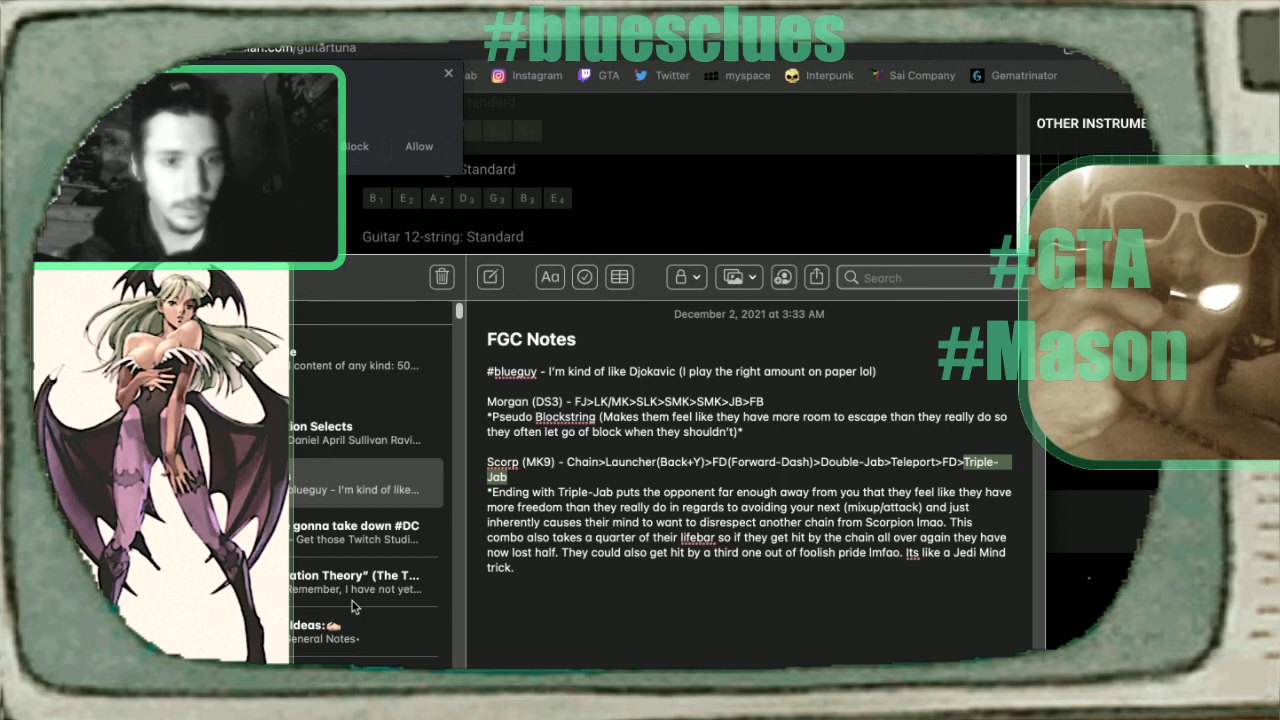 #bluesclues
/guitartuna
Instagram
GTA
Twitter
myspace
Interpunk
Sai Company
Gematrinator
Standard
OTHER INSTRUME
Block
Allow
Standard
B1 E2 A2 D3 G3 B3 E4
Guitar 12-string: Standard
#GTA
#Mason
Aa
Search
December 2, 2021 at 3:33 AM
FGC Notes
#blueguy - I'm kind of like Djokavic (I play the right amount on paper lol)
Morgan (DS3) - FJ>LK/MK>SLK>SMK>SMK>JB>FB
*Pseudo Blockstring (Makes them feel like they have more room to escape than they really do so
they often let go of block when they shouldn't)*
Scorp (MK9) - Chain>Launcher(Back+Y)>FD(Forward-Dash)>Double-Jab>Teleport>FD>Triple-
Jab
*Ending with Triple-Jab puts the opponent far enough away from you that they feel like they have
more freedom than they really do in regards to avoiding your next (mixup/attack) and just
inherently causes their mind to want to disrespect another chain from Scorpion lmao. This
combo also takes a quarter of their lifebar so if they get hit by the chain all over again they have
now lost half. They could also get hit by a third one out of foolish pride lmfao. Its like a Jedi Mind
trick.
content of any kind: 50...
ion Selects
Daniel April Sullivan Ravi...
blueguy - I'm kind of like...
gonna take down #DC
Get those Twitch Studi...
ation Theory" (The T...
Remember, I have not yet...
Ideas:✍🏻
General Notes•